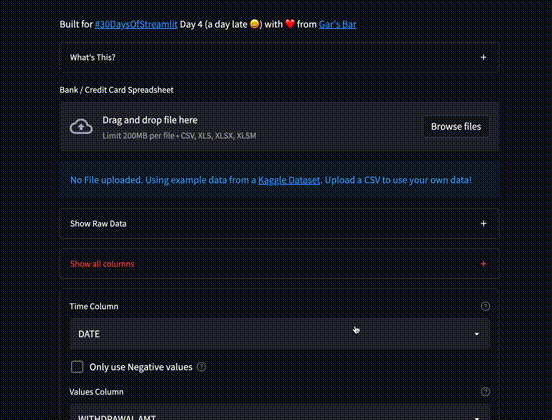 Built for #30DaysOfStreamlit Day 4 (a day late 😅) with ❤️ from Gar's Bar
What's This?
Bank / Credit Card Spreadsheet
Drag and drop file here
Limit 200MB per file • CSV, XLS, XLSX, XLSM
Browse files
No File uploaded. Using example data from a Kaggle Dataset. Upload a CSV to use your own data!
Show Raw Data
Show all columns
Time Column
DATE
Only use Negative values
Values Column
WITHDRAWAL AMT